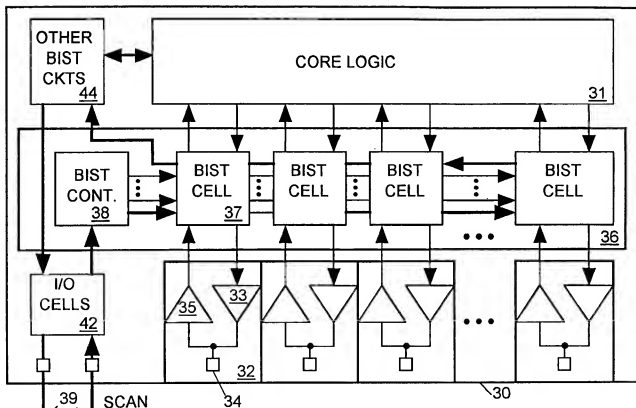 OTHER
BIST
CKTS
44
CORE LOGIC
31
BIST
CONT.
38
BIST
CELL
37
BIST
CELL
BIST
CELL
BIST
CELL
36
I/O
CELLS
42
35
33
32
34
30
39
SCAN